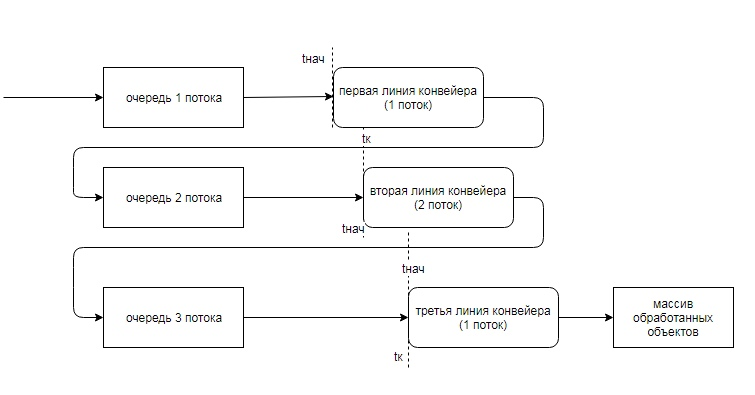 tнач
очередь 1 потока
первая линия конвейера
(1 поток)
tк
очередь 2 потока
вторая линия конвейера
(2 поток)
tнач
tнач
очередь 3 потока
третья линия конвейера
(1 поток)
массив
обработанных
объектов
tк